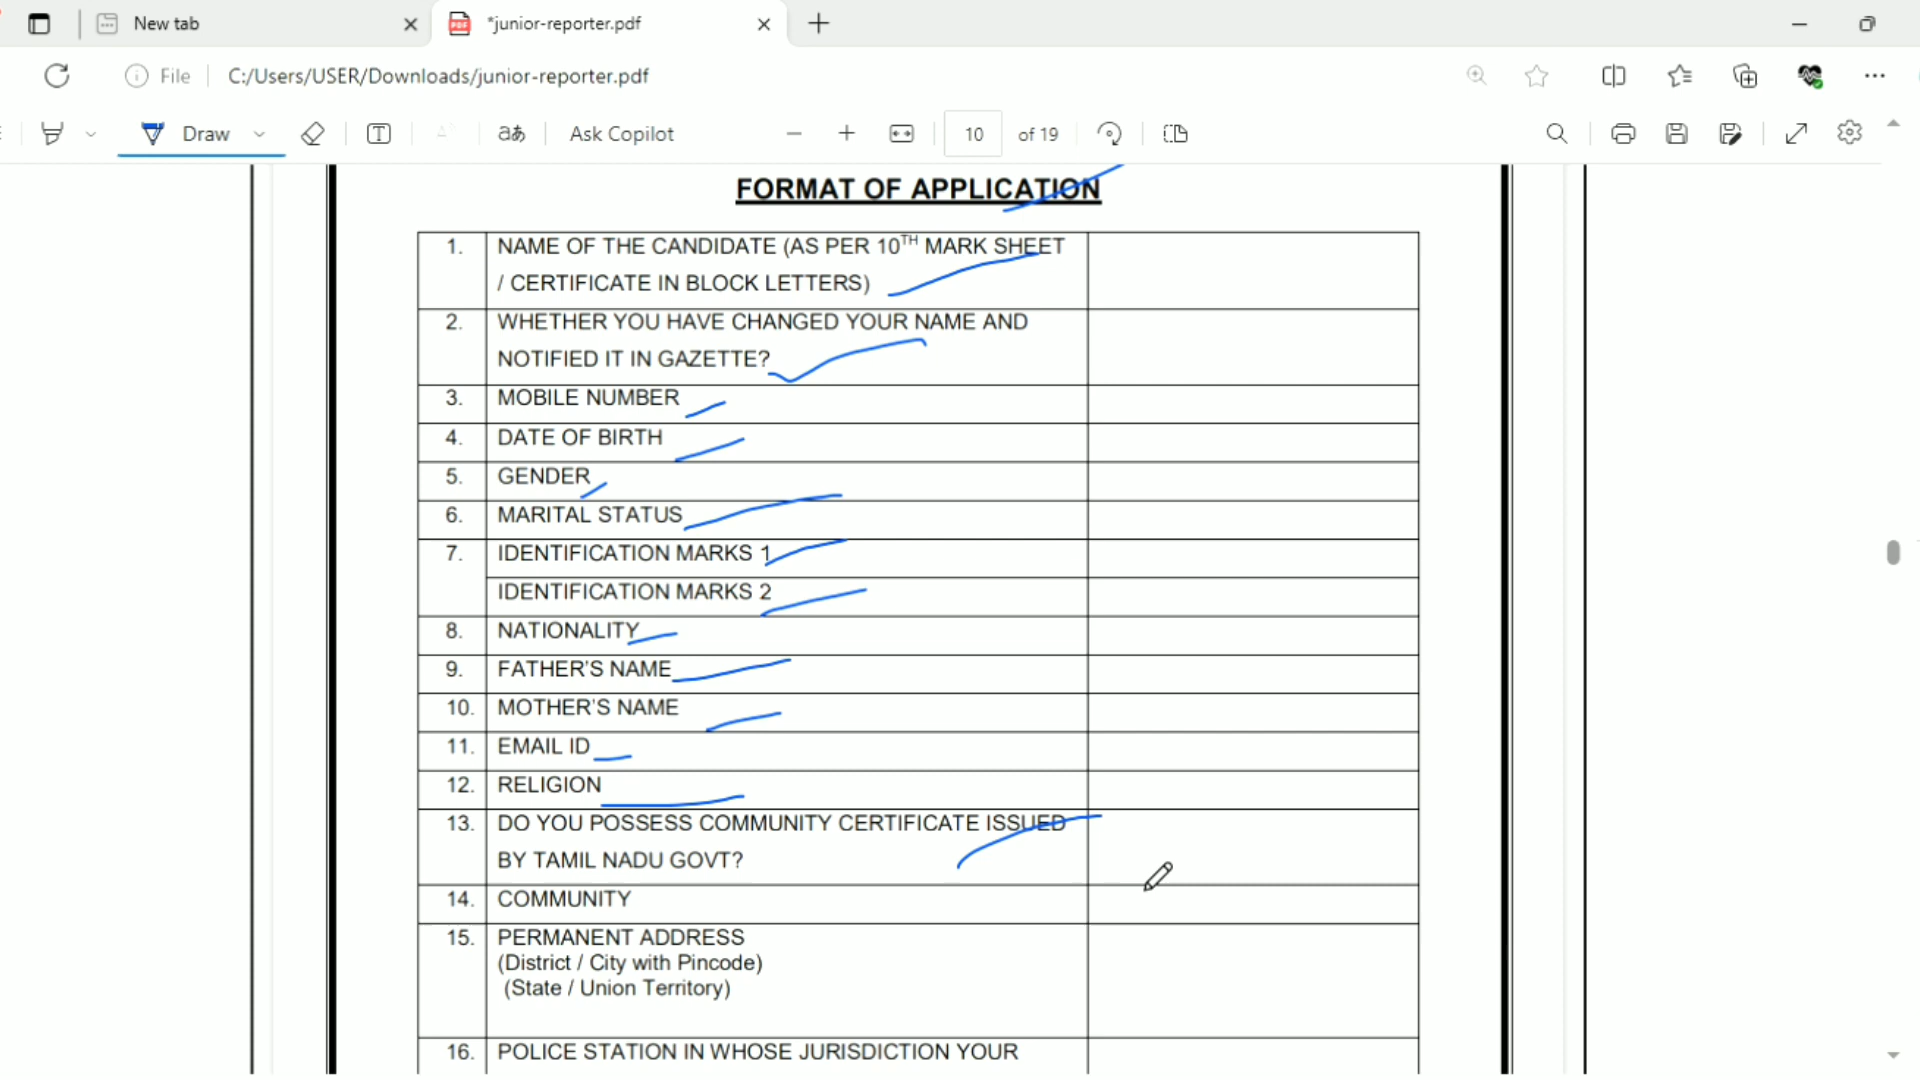 New tab
*junior-reporter.pdf
File
C:/Users/USER/Downloads/junior-reporter.pdf
Draw
aあ
Ask Copilot
10 of 19
FORMAT OF APPLICATION
1. NAME OF THE CANDIDATE (AS PER 10TH MARK SHEET
/ CERTIFICATE IN BLOCK LETTERS)
2. WHETHER YOU HAVE CHANGED YOUR NAME AND
NOTIFIED IT IN GAZETTE?
3. MOBILE NUMBER
4. DATE OF BIRTH
5. GENDER
6. MARITAL STATUS
7. IDENTIFICATION MARKS 1
IDENTIFICATION MARKS 2
8. NATIONALITY
9. FATHER'S NAME
10. MOTHER'S NAME
11. EMAIL ID
12. RELIGION
13. DO YOU POSSESS COMMUNITY CERTIFICATE ISSUED
BY TAMIL NADU GOVT?
14. COMMUNITY
15. PERMANENT ADDRESS
(District / City with Pincode)
(State / Union Territory)
16. POLICE STATION IN WHOSE JURISDICTION YOUR